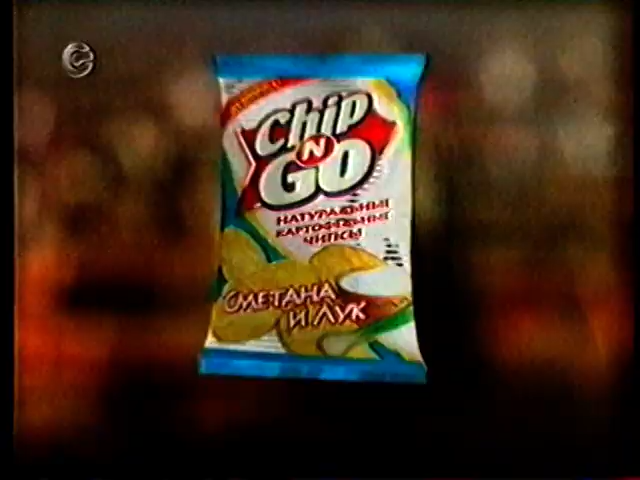 Chip
N
GO
НАТУРАЛЬНЫЕ
КАРТОФЕЛЬНЫЕ
ЧИПСЫ
СМЕТАНА
И ЛУК